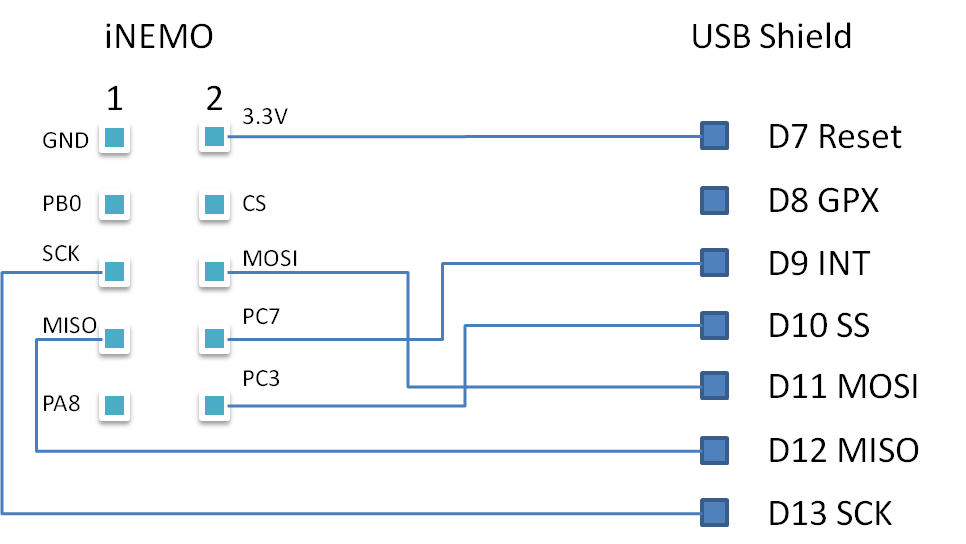 iNEMO
USB Shield
1 2
GND 3.3V D7 Reset
PB0 CS D8 GPX
SCK MOSI D9 INT
MISO PC7 D10 SS
PA8 PC3 D11 MOSI
D12 MISO
D13 SCK